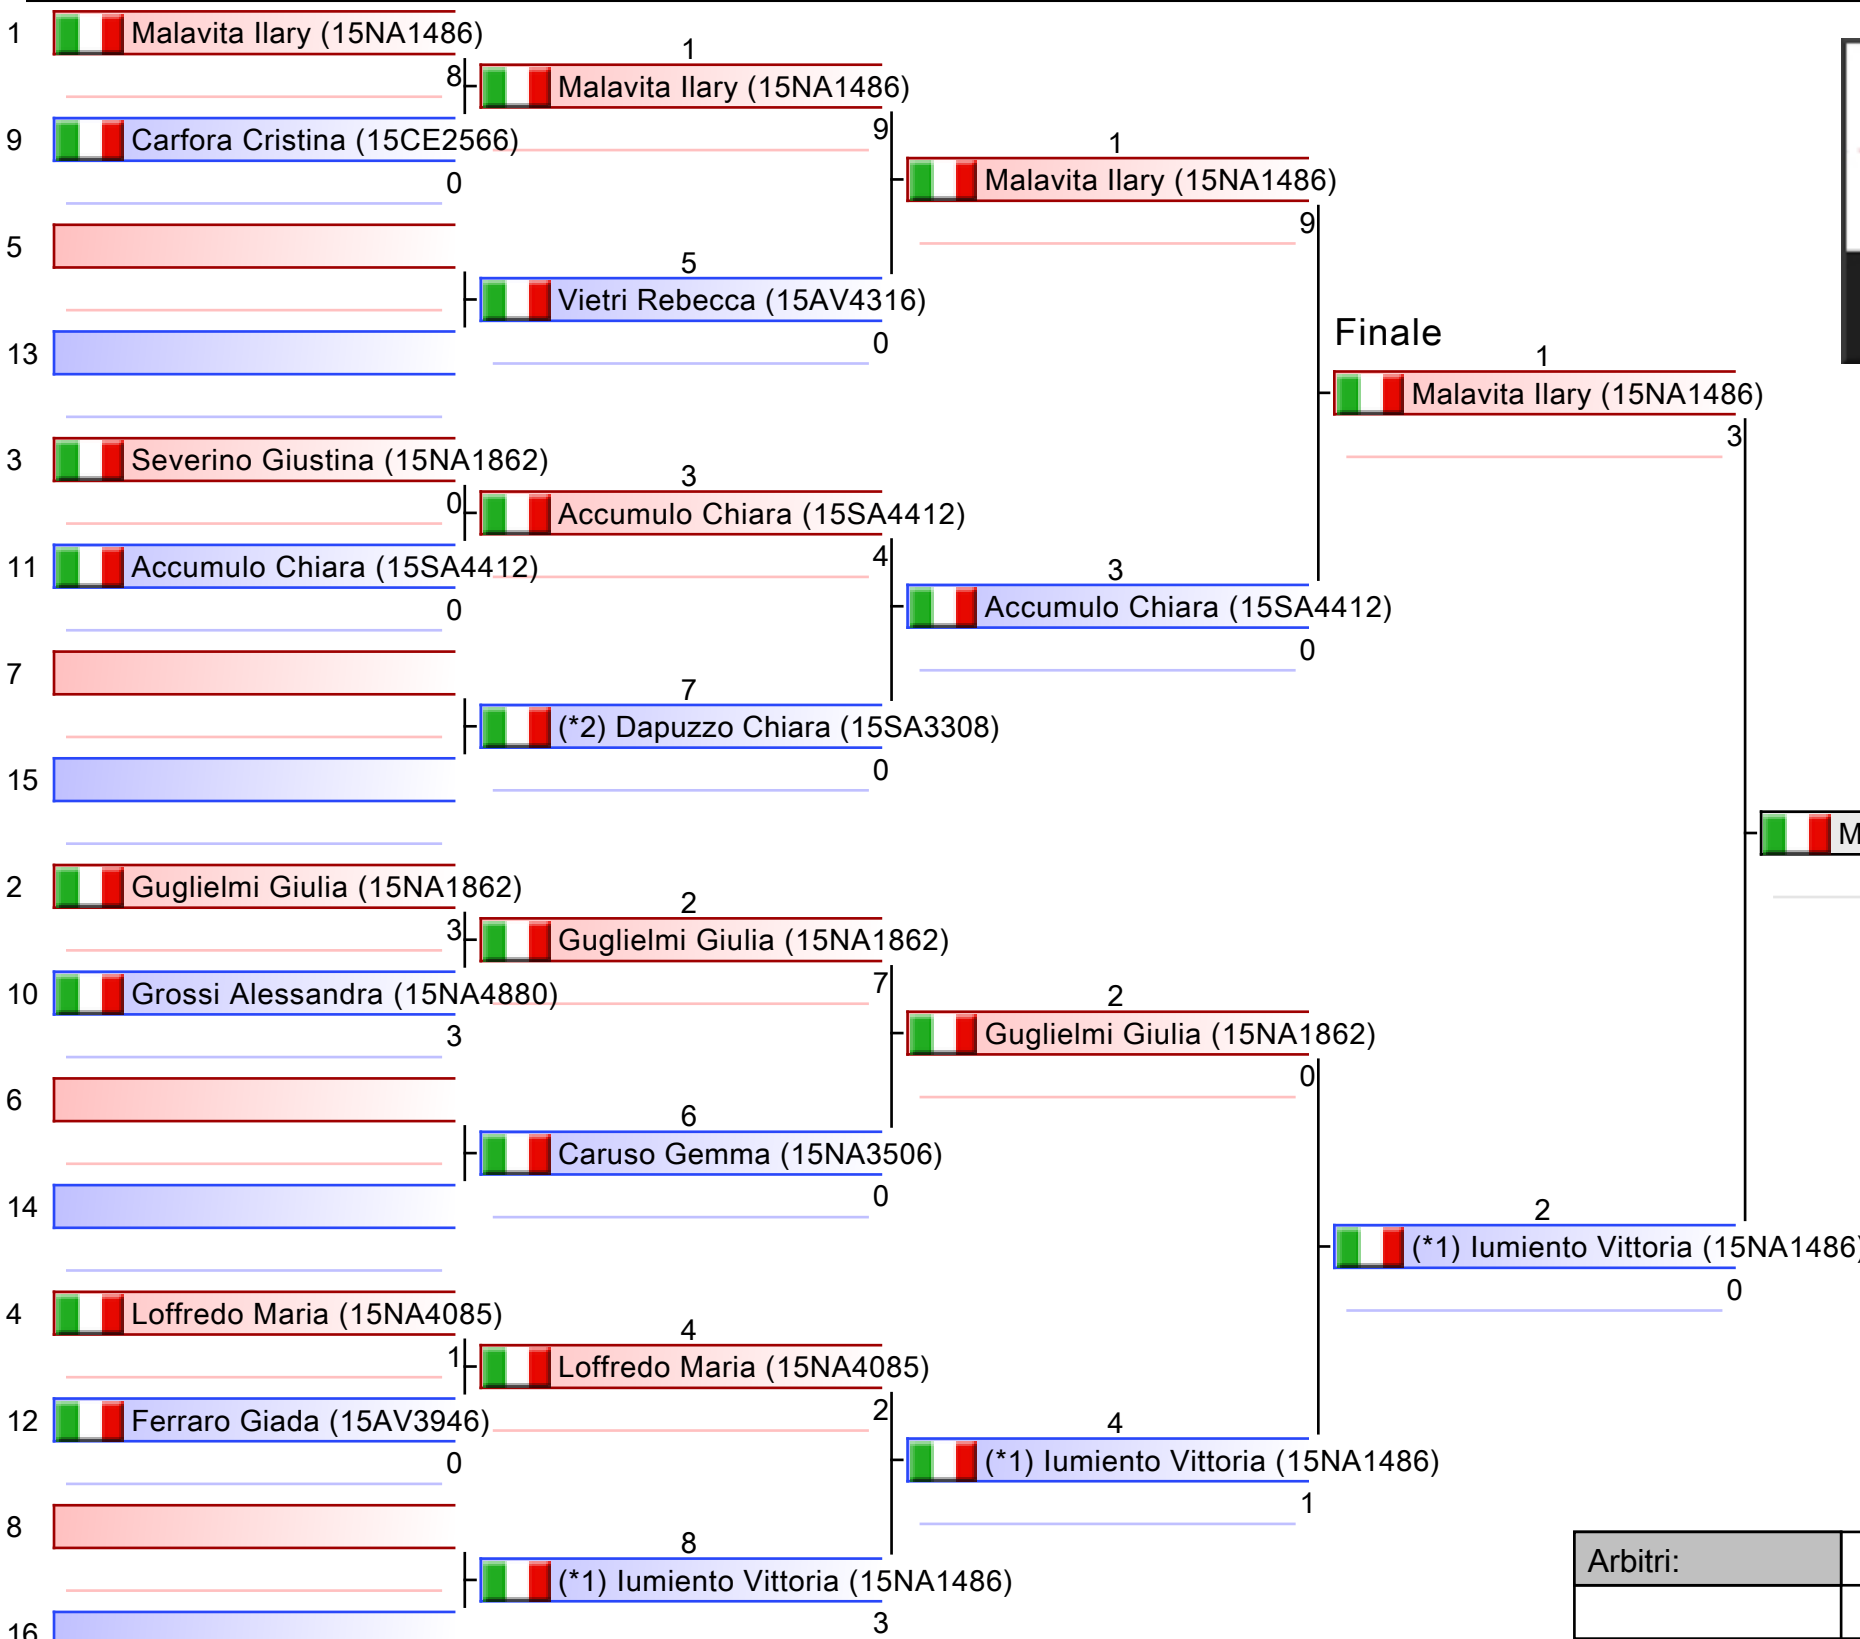 1 Malavita Ilary (15NA1486)
8
9 Carfora Cristina (15CE2566)
0
5
13
3 Severino Giustina (15NA1862)
0
11 Accumulo Chiara (15SA4412)
0
7
15
2 Guglielmi Giulia (15NA1862)
3
10 Grossi Alessandra (15NA4880)
3
6
14
4 Loffredo Maria (15NA4085)
1
12 Ferraro Giada (15AV3946)
0
8
16
1
Malavita Ilary (15NA1486)
9
5
Vietri Rebecca (15AV4316)
0
3
Accumulo Chiara (15SA4412)
4
7
(*2) Dapuzzo Chiara (15SA3308)
0
2
Guglielmi Giulia (15NA1862)
7
6
Caruso Gemma (15NA3506)
0
4
Loffredo Maria (15NA4085)
2
8
(*1) Iumiento Vittoria (15NA1486)
3
1
Malavita Ilary (15NA1486)
9
3
Accumulo Chiara (15SA4412)
0
2
Guglielmi Giulia (15NA1862)
0
4
(*1) Iumiento Vittoria (15NA1486)
1
Finale
1
Malavita Ilary (15NA1486)
3
2
(*1) Iumiento Vittoria (15NA1486)
0
M
Arbitri: